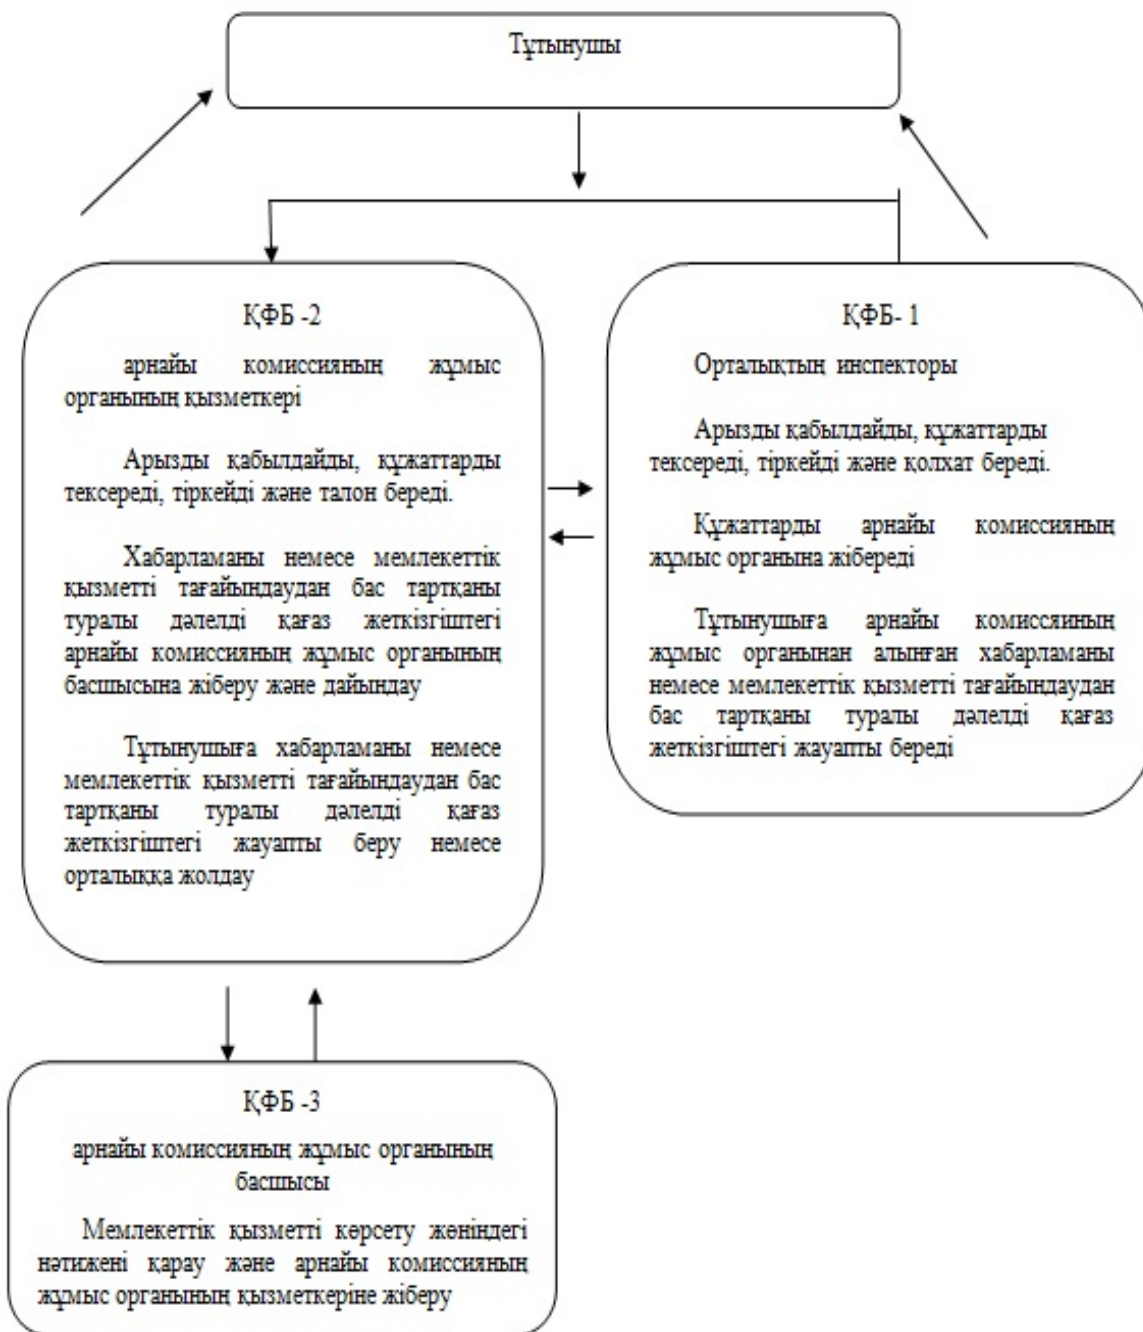 Тұтынушы
ҚФБ -2
арнайы комиссияның жұмыс
органының қызметкері
Арызды қабылдайды, құжаттарды
тексереді, тіркейді және талон береді.
Хабарламаны немесе мемлекеттік
қызметті тағайындаудан бас тартқаны
туралы дәлелді қағаз жеткізгіштегі
арнайы комиссияның жұмыс органының
басшысына жіберу және дайындау
Тұтынушыға хабарламаны немесе
мемлекеттік қызметті тағайындаудан бас
тартқаны туралы дәлелді қағаз
жеткізгіштегі жауапты беру немесе
орталыққа жолдау
ҚФБ- 1
Орталықтың инспекторы
Арызды қабылдайды, құжаттарды
тексереді, тіркейді және қолхат береді.
Құжаттарды арнайы комиссияның
жұмыс органына жібереді
Тұтынушыға арнайы комиссяиның
жұмыс органынан алынған хабарламаны
немесе мемлекеттік қызметті тағайындаудан
бас тартқаны туралы дәлелді қағаз
жеткізгіштегі жауапты береді
ҚФБ -3
арнайы комиссияның жұмыс органының
басшысы
Мемлекеттік қызметті көрсету жөніндегі
нәтижені қарау және арнайы комиссияның
жұмыс органының қызметкеріне жіберу